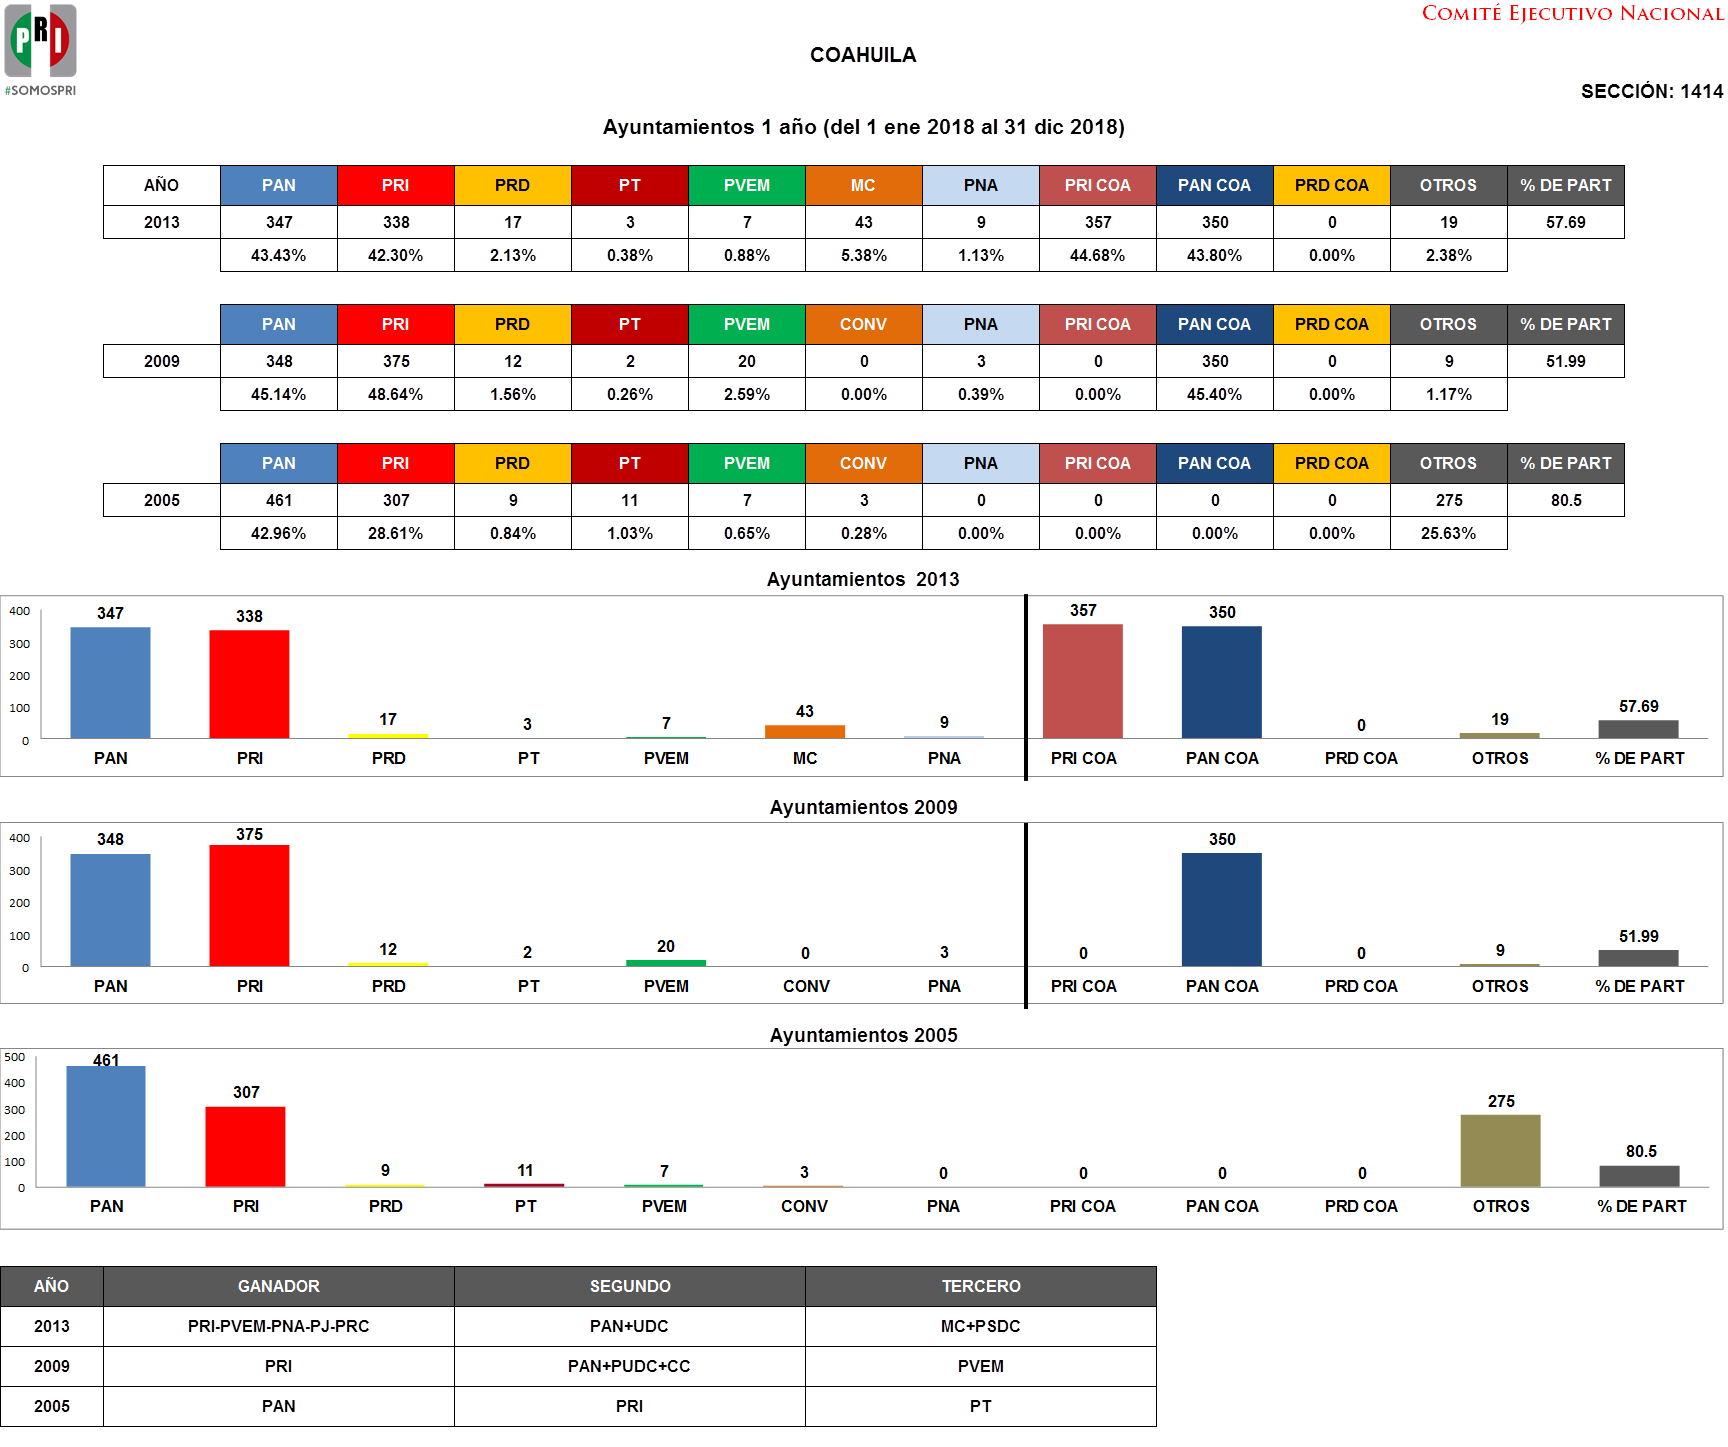 COMITÉ EJECUTIVO NACIONAL
PRI
#SOMOSPRI
COAHUILA
SECCIÓN: 1414
Ayuntamientos 1 año (del 1 ene 2018 al 31 dic 2018)
AÑO PAN PRI PRD PT PVEM MC PNA PRI COA PAN COA PRD COA OTROS % DE PART
2013 347 338 17 3 7 43 9 357 350 0 19 57.69
43.43% 42.30% 2.13% 0.38% 0.88% 5.38% 1.13% 44.68% 43.80% 0.00% 2.38%
PAN PRI PRD PT PVEM CONV PNA PRI COA PAN COA PRD COA OTROS % DE PART
2009 348 375 12 2 20 0 3 0 350 0 9 51.99
45.14% 48.64% 1.56% 0.26% 2.59% 0.00% 0.39% 0.00% 45.40% 0.00% 1.17%
PAN PRI PRD PT PVEM CONV PNA PRI COA PAN COA PRD COA OTROS % DE PART
2005 461 307 9 11 7 3 0 0 0 0 275 80.5
42.96% 28.61% 0.84% 1.03% 0.65% 0.28% 0.00% 0.00% 0.00% 0.00% 25.63%
Ayuntamientos 2013
400
300
200
100
0
347 338 17 3 7 43 9 357 350 0 19 57.69
PAN PRI PRD PT PVEM MC PNA PRI COA PAN COA PRD COA OTROS % DE PART
Ayuntamientos 2009
400
300
200
100
0
348 375 12 2 20 0 3 0 350 0 9 51.99
PAN PRI PRD PT PVEM CONV PNA PRI COA PAN COA PRD COA OTROS % DE PART
Ayuntamientos 2005
500
400
300
200
100
0
461 307 9 11 7 3 0 0 0 0 275 80.5
PAN PRI PRD PT PVEM CONV PNA PRI COA PAN COA PRD COA OTROS % DE PART
AÑO GANADOR SEGUNDO TERCERO
2013 PRI-PVEM-PNA-PJ-PRC PAN+UDC MC+PSDC
2009 PRI PAN+PUDC+CC PVEM
2005 PAN PRI PT